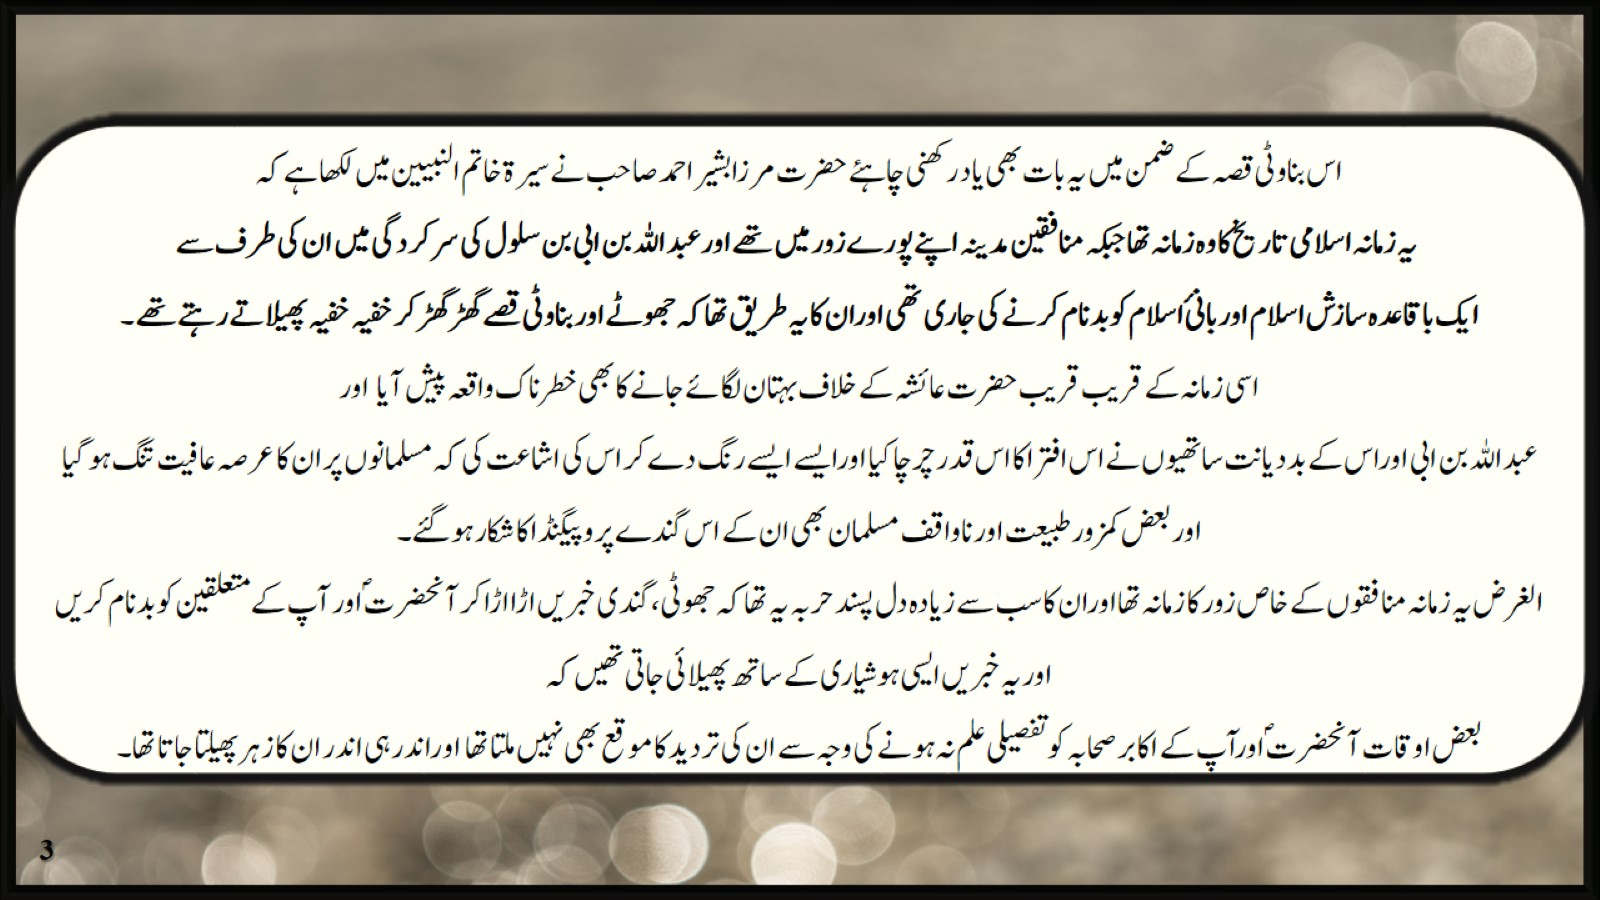 اس بناوٹی قصہ کے ضمن میں یہ بات بھی یاد رکھنی چاہئے حضرت مرزا بشیر احمد صاحب نے سیرۃ خاتم النبیین میں لکھا ہے کہ
یہ زمانہ اسلامی تاریخ کا وہ زمانہ تھا جبکہ منافقین مدینہ اپنے پورے زور میں تھے اور عبد اللہ بن ابی بن سلول کی سرکردگی میں ان کی طرف سے
ایک باقاعدہ سازش اسلام اور بانیٔ اسلام کو بدنام کرنے کی جاری تھی اور ان کا یہ طریق تھا کہ جھوٹے اور بناوٹی قصے گھڑ گھڑ کر خفیہ خفیہ پھیلاتے رہتے تھے۔
اسی زمانہ کے قریب قریب حضرت عائشہ کے خلاف بہتان لگائے جانے کا بھی خطرناک واقعہ پیش آیا اور
عبد اللہ بن ابی اور اس کے بد دیانت ساتھیوں نے اس افترا کا اس قدر چرچا کیا اور ایسے ایسے رنگ دے کر اس کی اشاعت کی کہ مسلمانوں پر ان کا عرصہ عافیت تنگ ہو گیا
اور بعض کمزور طبیعت اور ناواقف مسلمان بھی ان کے اس گندے پروپیگنڈا کا شکار ہو گئے۔
الغرض یہ زمانہ منافقوں کے خاص زور کا زمانہ تھا اور ان کا سب سے زیادہ دل پسند حربہ یہ تھا کہ جھوٹی، گندی خبریں اڑا اڑا کر آنحضرتؐ اور آپ کے متعلقین کو بدنام کریں
اور یہ خبریں ایسی ہوشیاری کے ساتھ پھیلائی جاتی تھیں کہ
بعض اوقات آنحضرتؐ اور آپ کے اکابر صحابہ کو تفصیلی علم نہ ہونے کی وجہ سے ان کی تردید کا موقع بھی نہیں ملتا تھا اور اندر ہی اندر ان کا زہر پھیلتا جاتا تھا۔
3